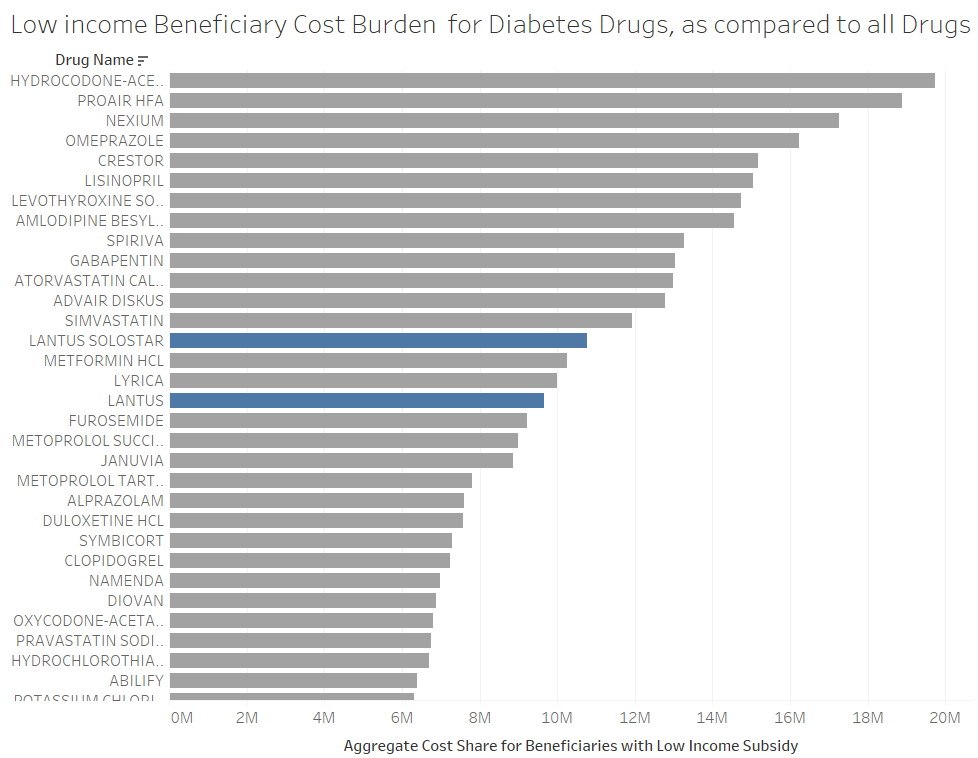 Low income Beneficiary Cost Burden  for Diabetes Drugs, as compared to all Drugs
Drug Name
HYDROCODONE-ACE..
PROAIR HFA
NEXIUM
OMEPRAZOLE
CRESTOR
LISINOPRIL
LEVOTHYROXINE SO..
AMLODIPINE BESYL..
SPIRIVA
GABAPENTIN
ATORVASTATIN CAL..
ADVAIR DISKUS
SIMVASTATIN
LANTUS SOLOSTAR
METFORMIN HCL
LYRICA
LANTUS
FUROSEMIDE
METOPROLOL SUCCI..
JANUVIA
METOPROLOL TART..
ALPRAZOLAM
DULOXETINE HCL
SYMBICORT
CLOPIDOGREL
NAMENDA
DIOVAN
OXYCODONE-ACETA..
PRAVASTATIN SODI..
HYDROCHLOROTHIA..
ABILIFY
POTASSIUM CHLORI..
0M 2M 4M 6M 8M 10M 12M 14M 16M 18M 20M
Aggregate Cost Share for Beneficiaries with Low Income Subsidy